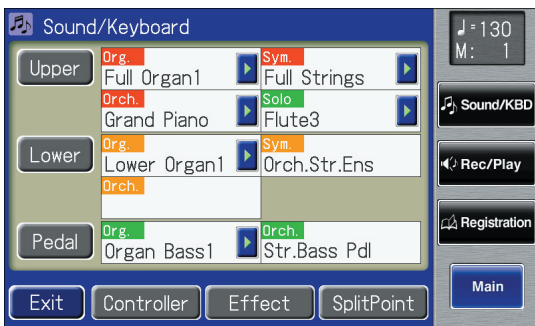 Sound/Keyboard
♩=130
M: 1
Upper
Org.
Full Organ1
Sym.
Full Strings
Orch.
Grand Piano
Solo
Flute3
Lower
Org.
Lower Organ1
Sym.
Orch.Str.Ens
Orch.
Pedal
Org.
Organ Bass1
Orch.
Str.Bass Pdl
Sound/KBD
Rec/Play
Registration
Main
Exit
Controller
Effect
SplitPoint